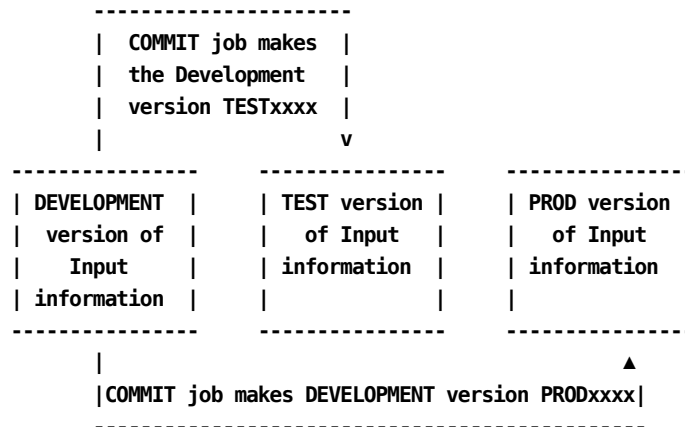 COMMIT job makes
the Development
version TESTxxxx
v
DEVELOPMENT TEST version PROD version
version of of Input of Input
Input information information
information
COMMIT job makes DEVELOPMENT version PRODxxxx